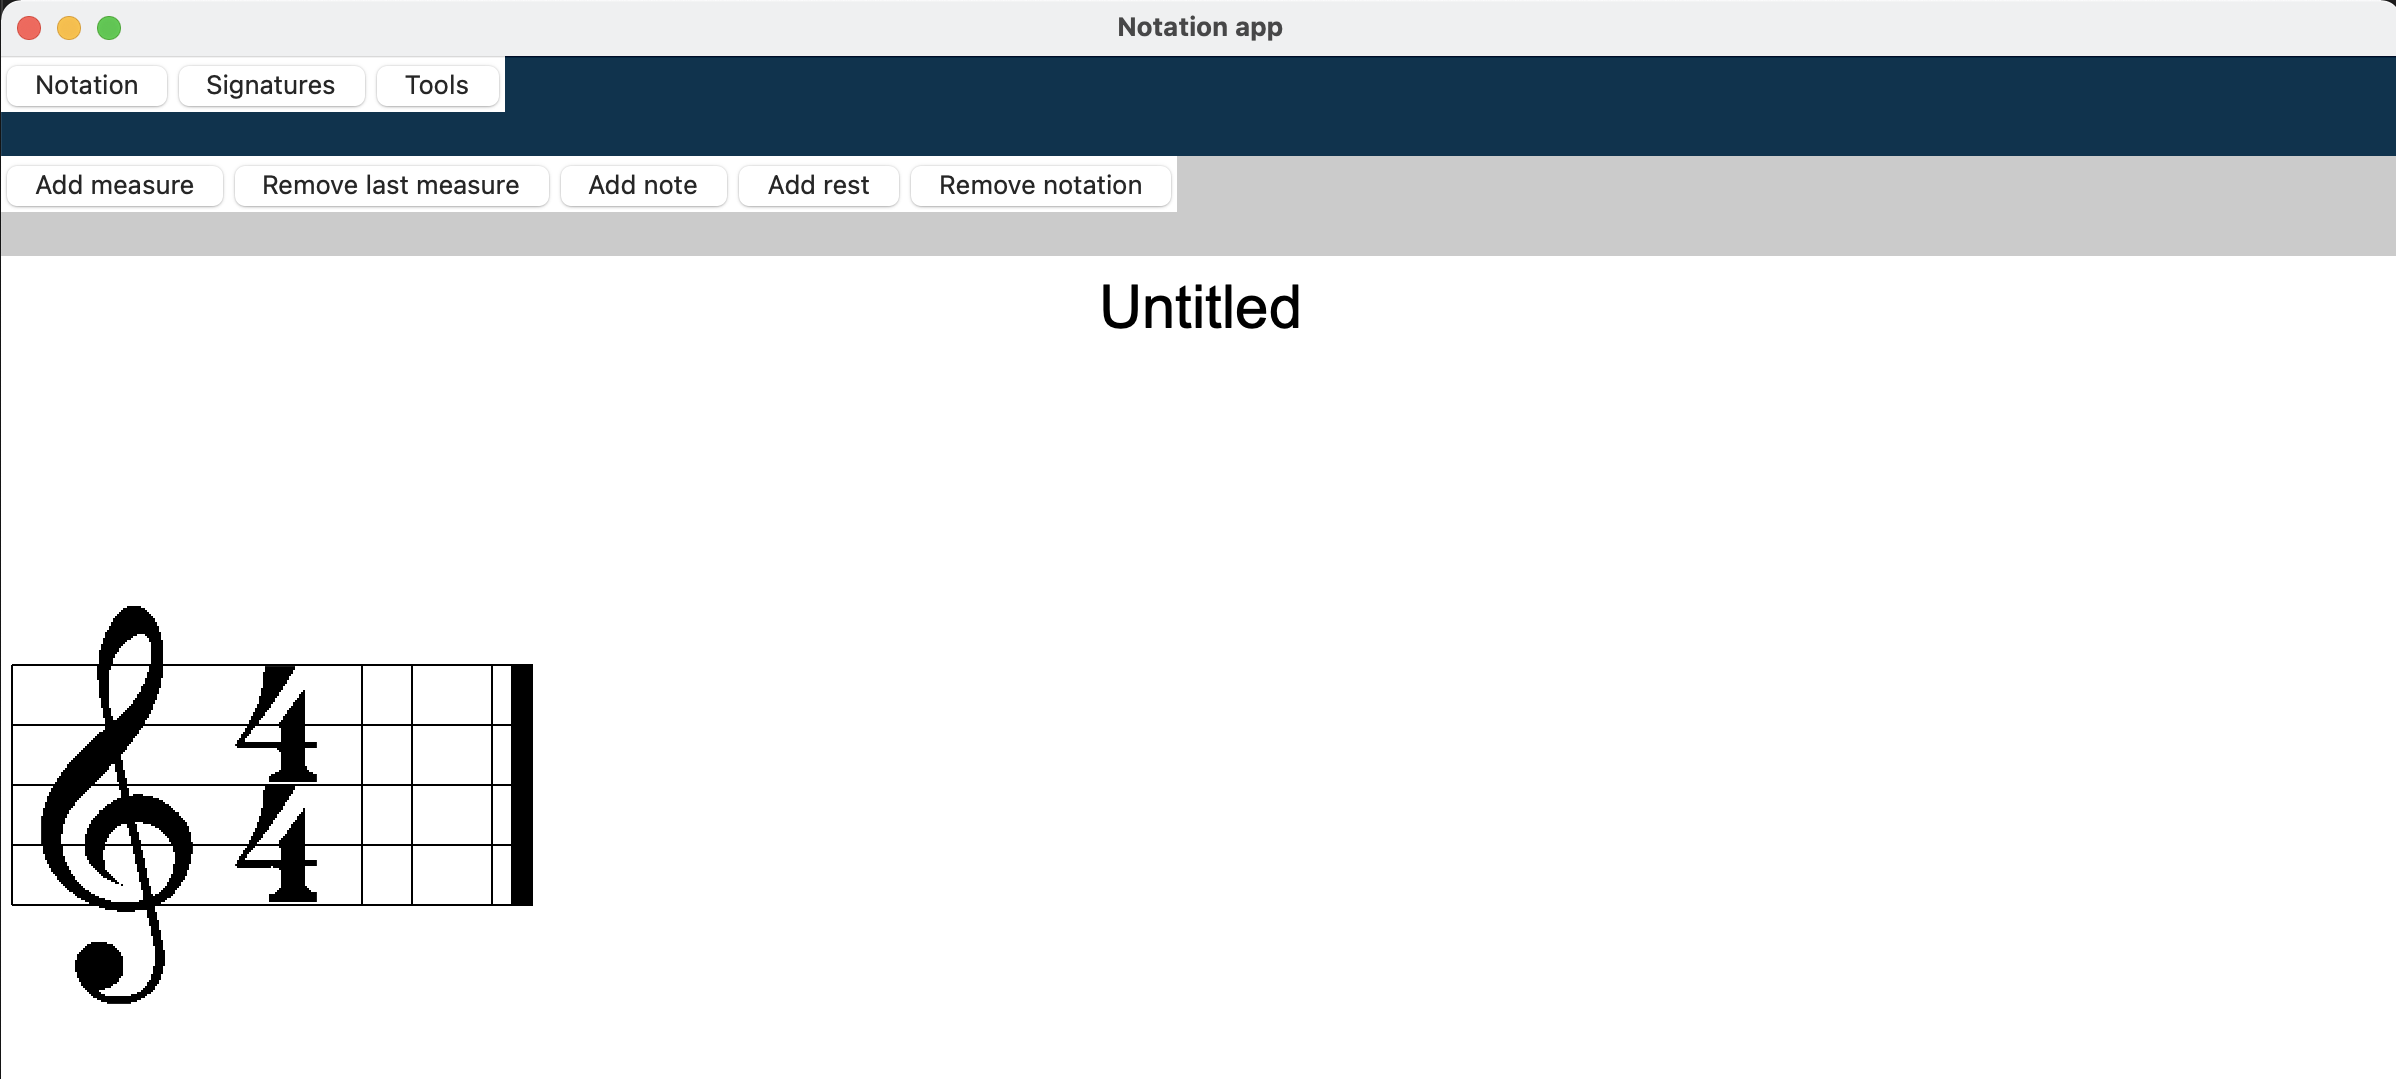 Notation app
Notation Signatures Tools
Add measure Remove last measure Add note Add rest Remove notation
Untitled
4
4